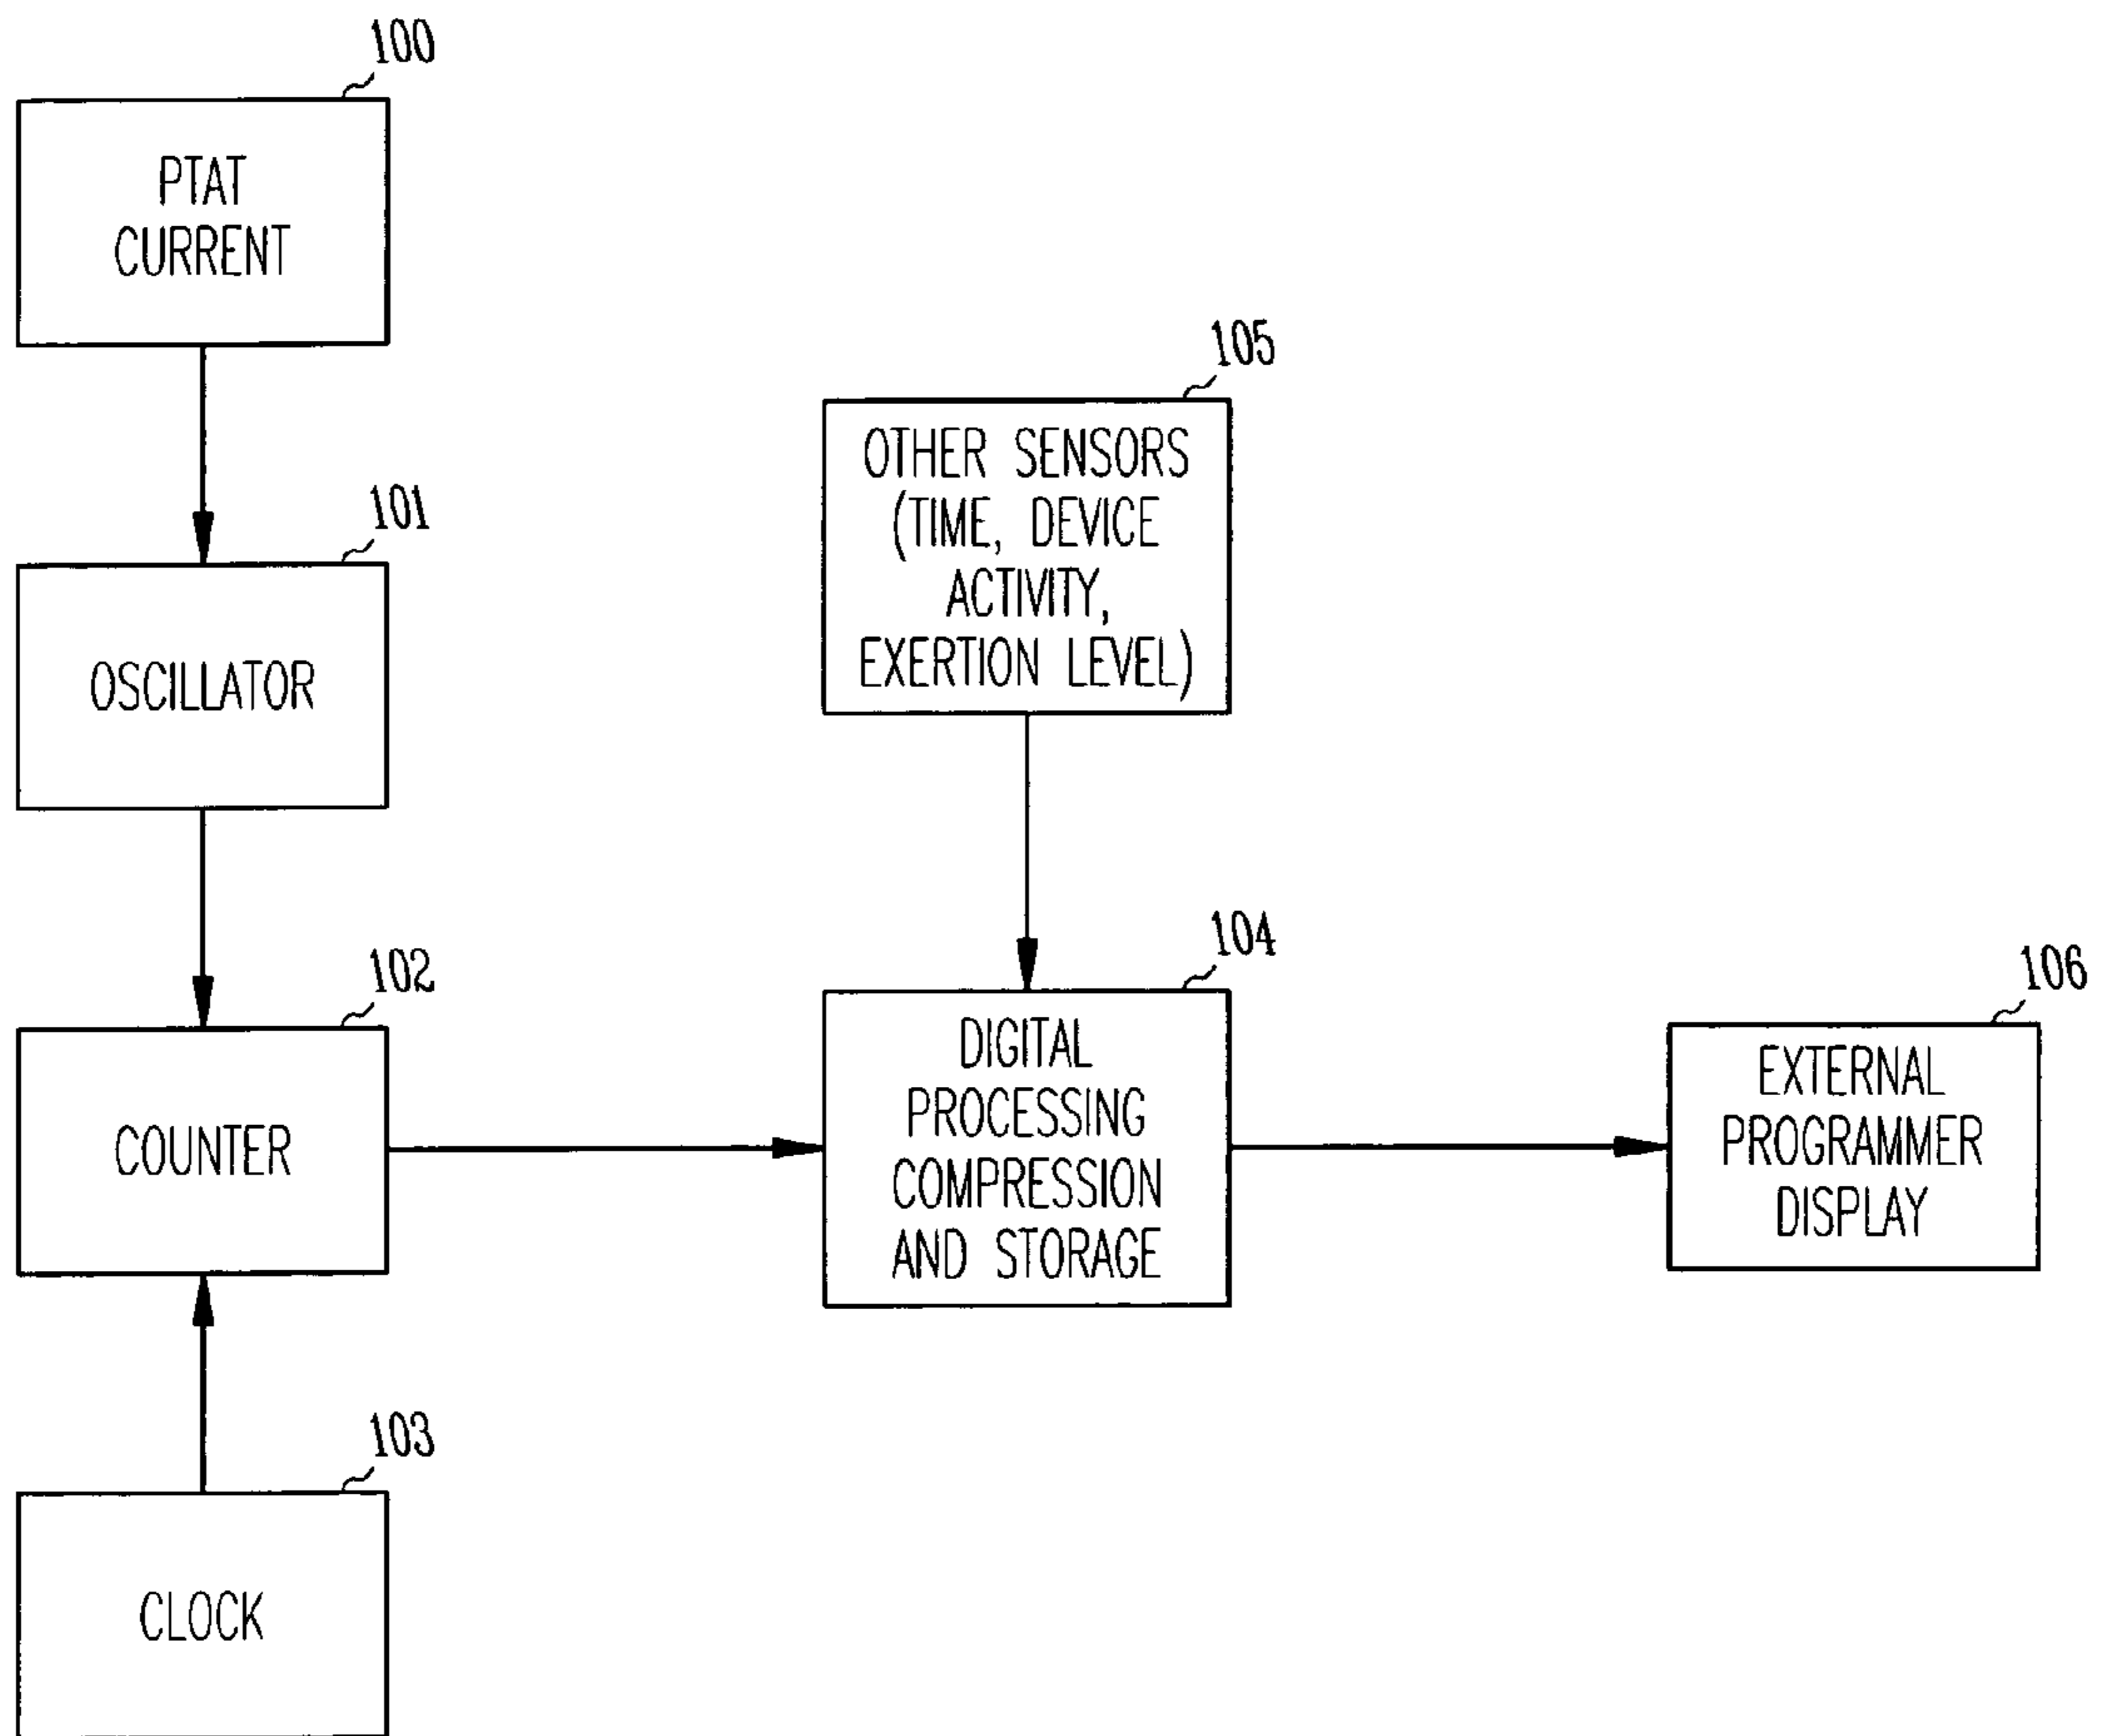 100
PTAT
CURRENT
101
OSCILLATOR
102
COUNTER
103
CLOCK
105
OTHER SENSORS
(TIME, DEVICE
ACTIVITY,
EXERTION LEVEL)
104
DIGITAL
PROCESSING
COMPRESSION
AND STORAGE
106
EXTERNAL
PROGRAMMER
DISPLAY